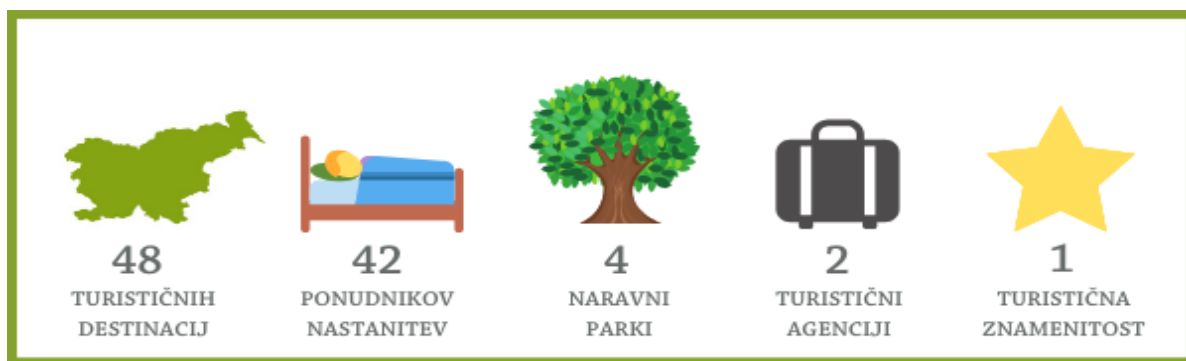 48
TURISTIČNIH
DESTINACIJ
42
PONUDNIKOV
NASTANITEV
4
NARAVNI
PARKI
2
TURISTIČNI
AGENCIJI
1
TURISTIČNA
ZNAMENITOST